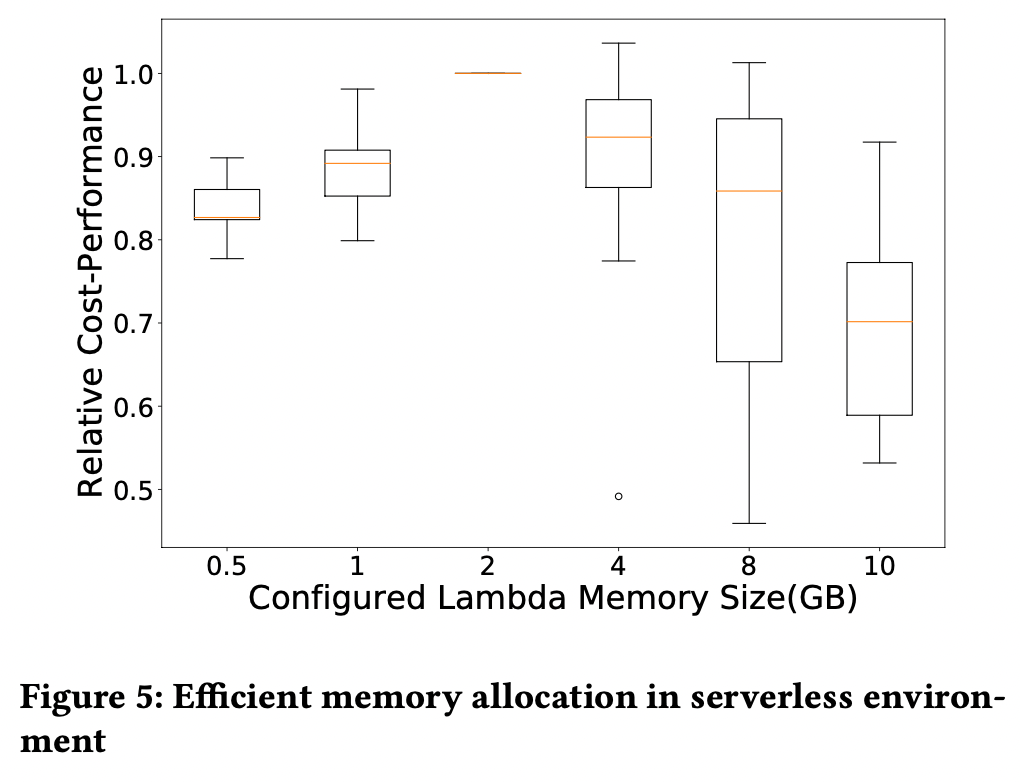 1.0
0.9
0.8
0.7
0.6
0.5
Relative Cost-Performance
0.5 1 2 4 8 10
Configured Lambda Memory Size(GB)
Figure 5: Efficient memory allocation in serverless environ-
ment